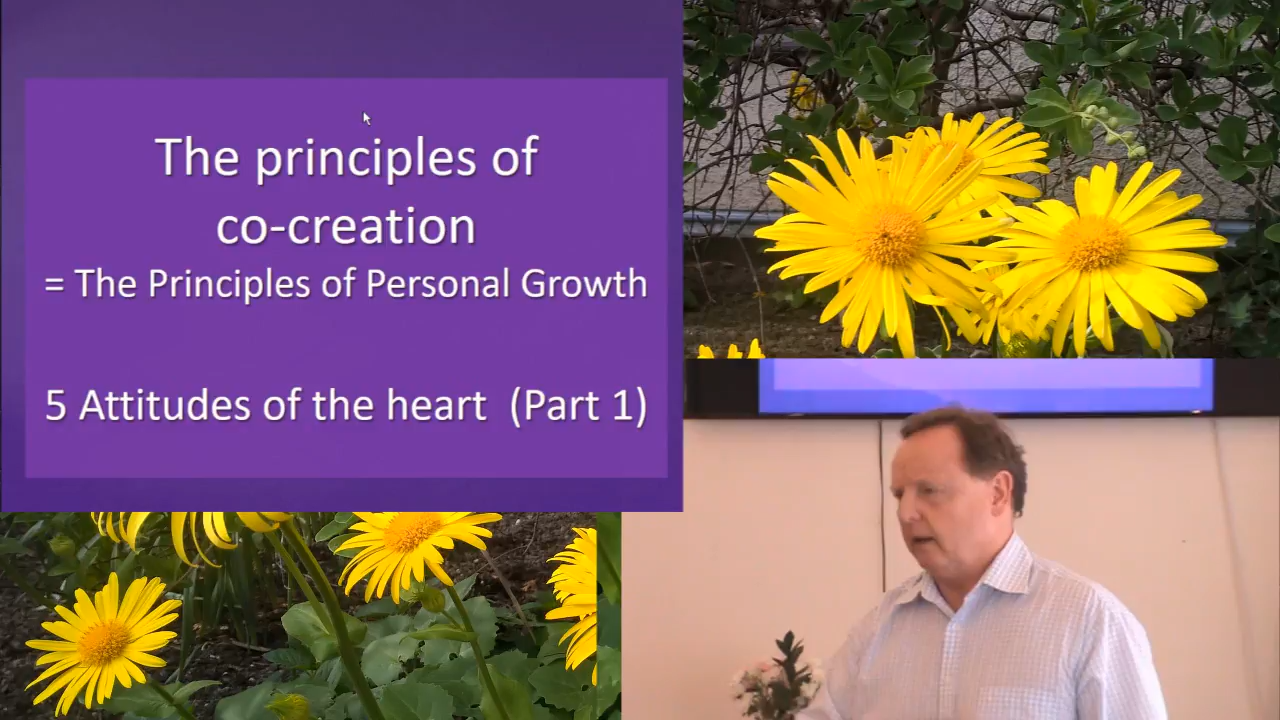 The principles of
co-creation
= The Principles of Personal Growth
5 Attitudes of the heart (Part 1)